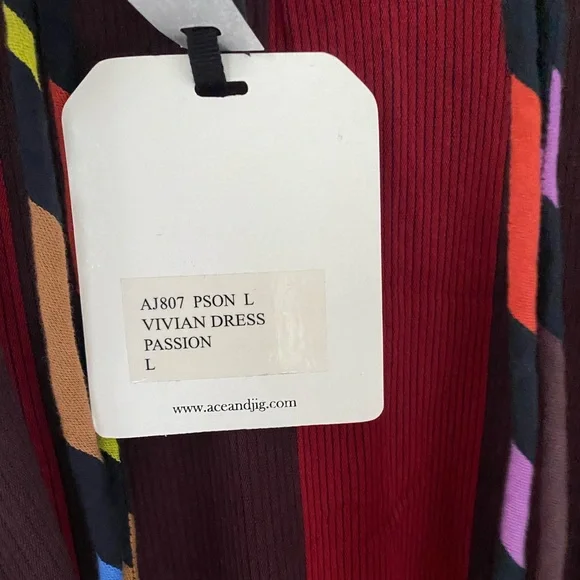 AJ807 PSON L
VIVIAN DRESS
PASSION
L
www.aceandjig.com